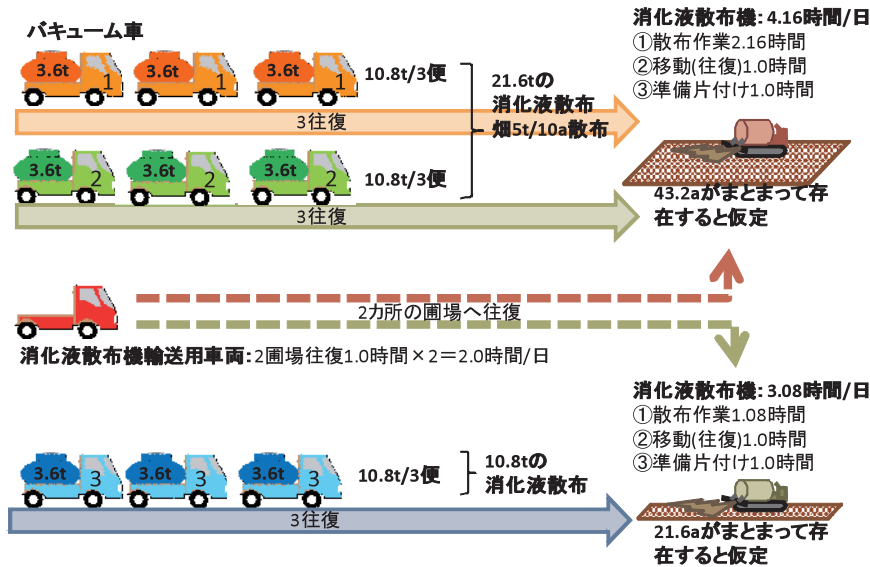 バキューム車
3.6t 1 3.6t 1 3.6t 1
10.8t/3便
3往復
3.6t 2 3.6t 2 3.6t 2
10.8t/3便
3往復
21.6tの
消化液散布
畑5t/10a散布
消化液散布機：4.16時間/日
①散布作業2.16時間
②移動(往復)1.0時間
③準備片付け1.0時間
43.2aがまとまって存
在すると仮定
2カ所の圃場へ往復
消化液散布機輸送用車両：2圃場往復1.0時間×2＝2.0時間/日
消化液散布機：3.08時間/日
①散布作業1.08時間
②移動(往復)1.0時間
③準備片付け1.0時間
3.6t 3 3.6t 3 3.6t 3
10.8t/3便
10.8tの
消化液散布
3往復
21.6aがまとまって存
在すると仮定